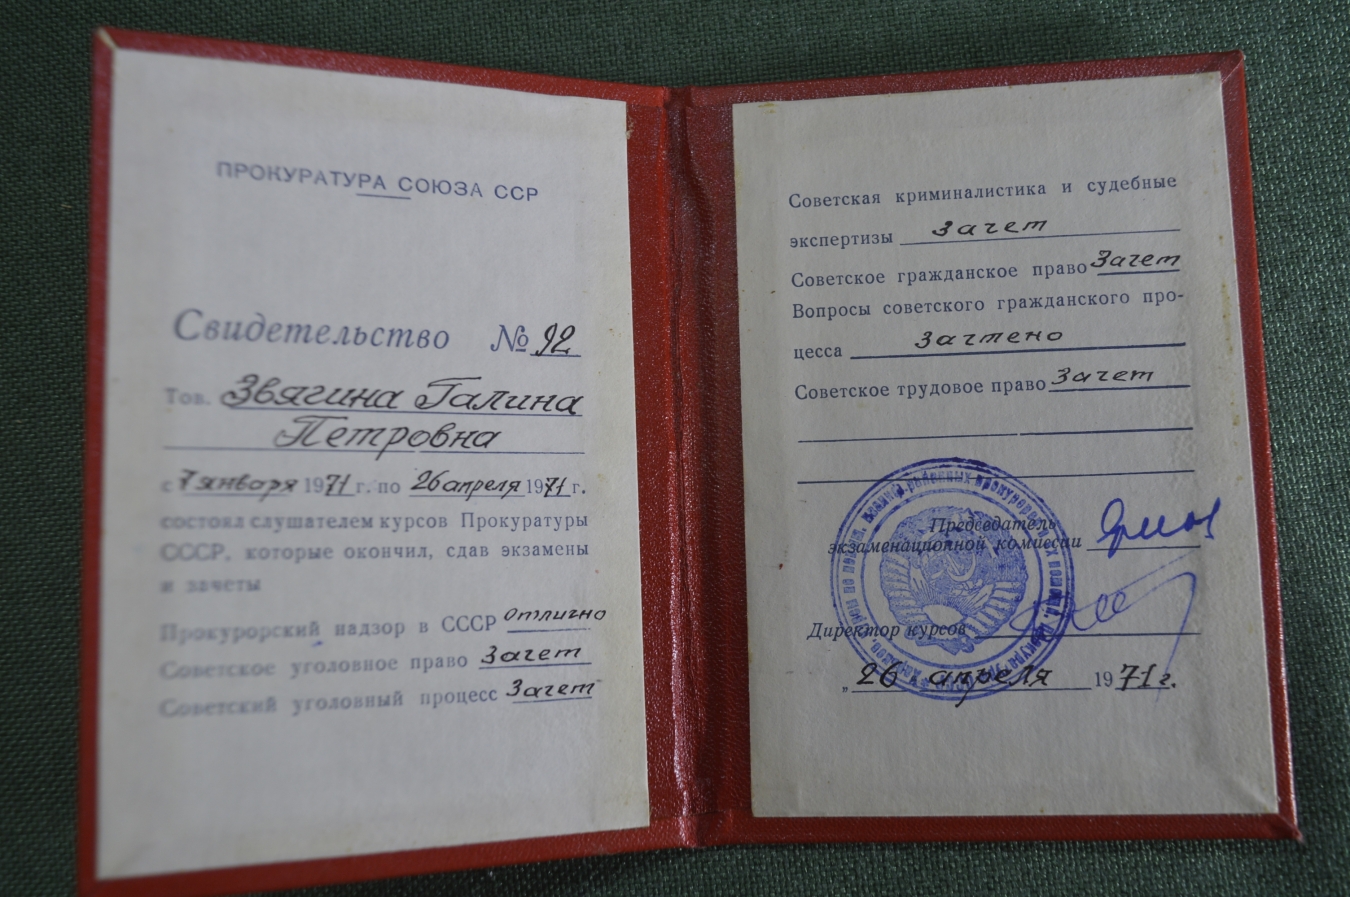 ПРОКУРАТУРА СОЮЗА ССР
Свидетельство № 92
Тов. Звягина Галина
Петровна
с 7 января 1971 г. по 26 апреля 1971 г.
состоял слушателем курсов Прокуратуры
СССР, которые окончил, сдав экзамены
и зачеты
Прокурорский надзор в СССР отлично
Советское уголовное право Зачет
Советский уголовный процесс Зачет
Советская криминалистика и судебные
экспертизы зачет
Советское гражданское право Зачет
Вопросы советского гражданского про-
цесса зачтено
Советское трудовое право Зачет
Председатель
экзаменационной комиссии
Директор курсов
„26 апреля 1971 г.